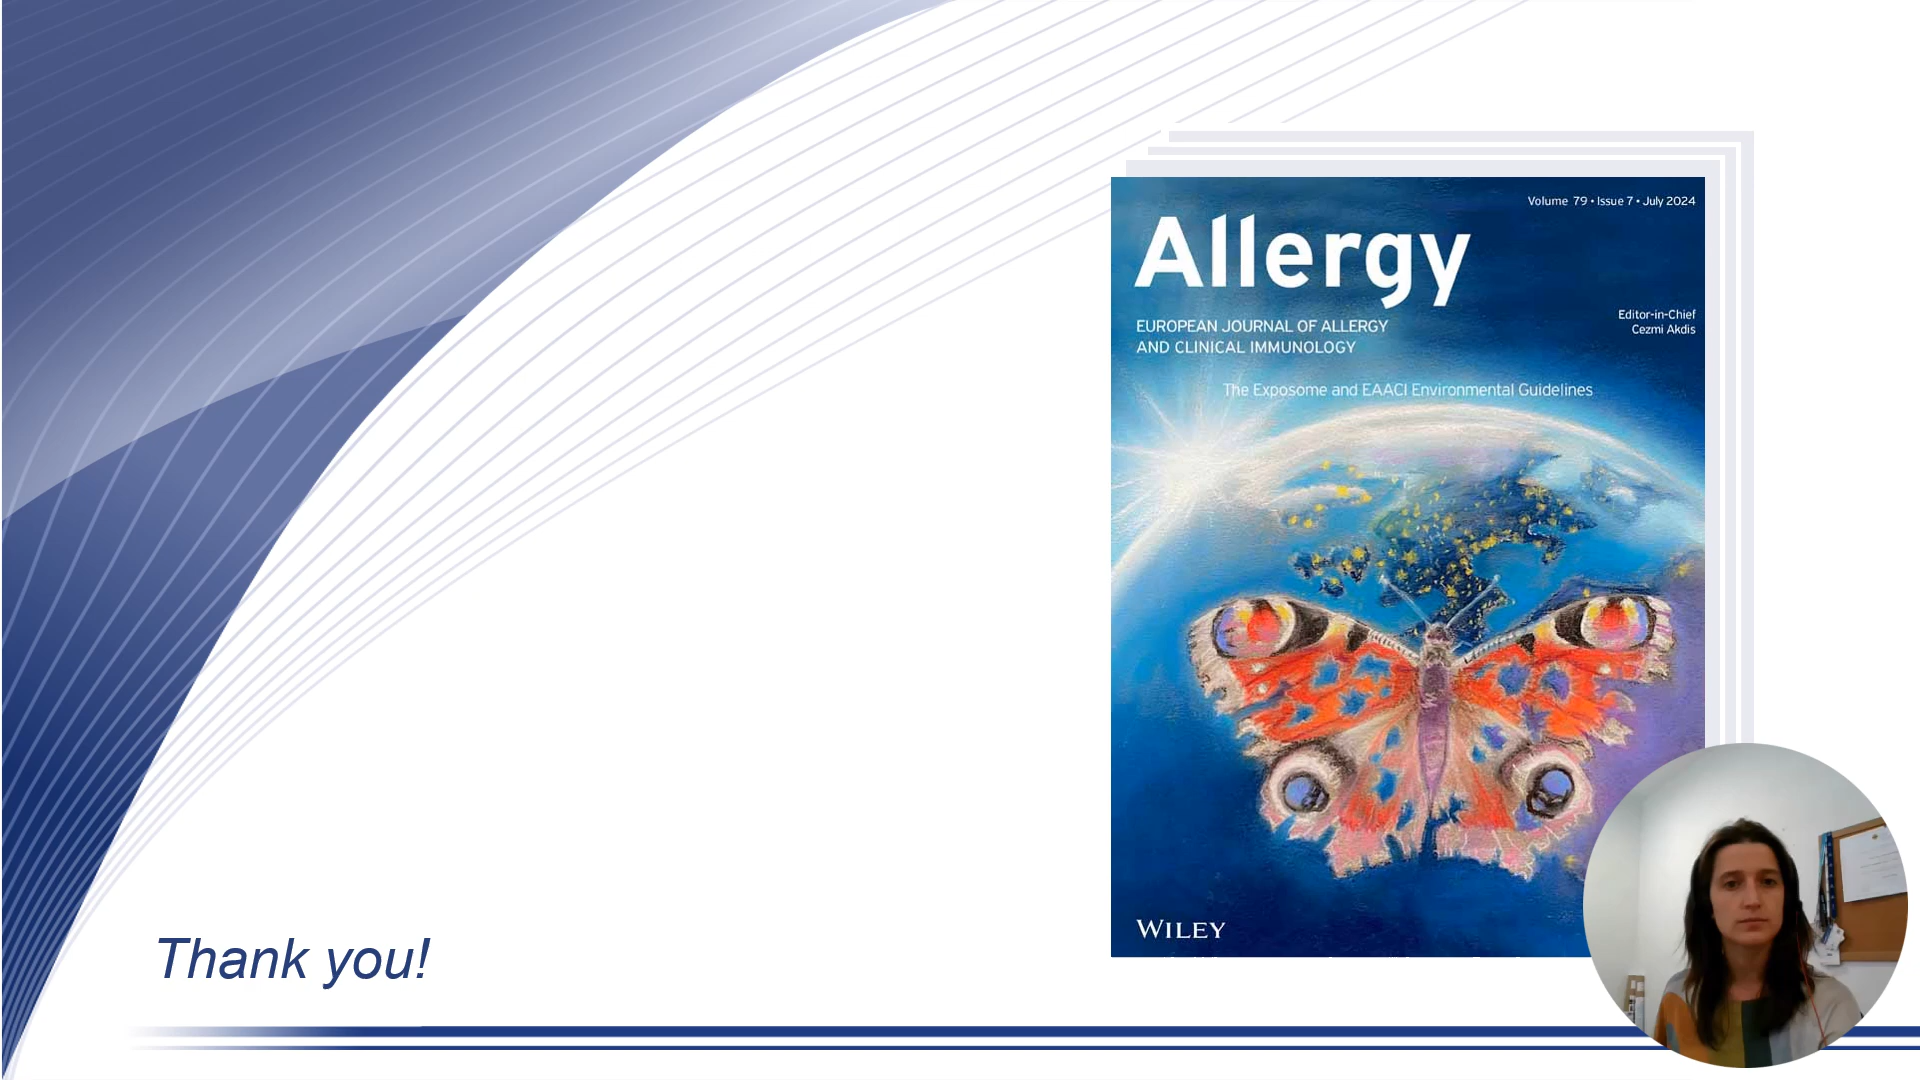 Volume 79 • Issue 7 • July 2024
Allergy
EUROPEAN JOURNAL OF ALLERGY
AND CLINICAL IMMUNOLOGY
Editor-in-Chief
Cezmi Akdis
The Exposome and EAACI Environmental Guidelines
WILEY
Thank you!